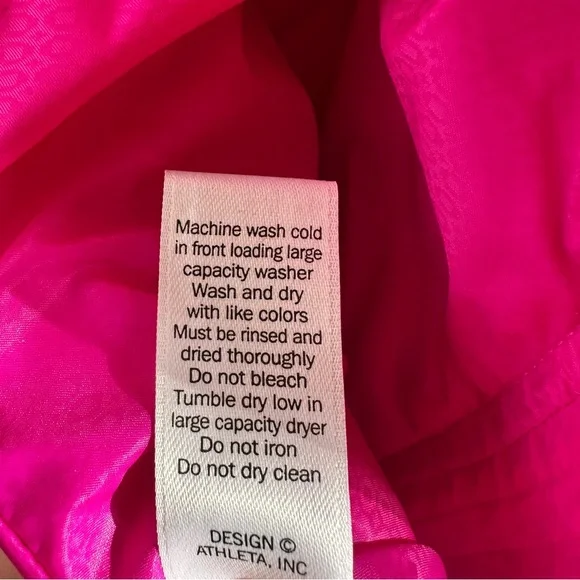 Machine wash cold
in front loading large
capacity washer
Wash and dry
with like colors
Must be rinsed and
dried thoroughly
Do not bleach
Tumble dry low in
large capacity dryer
Do not iron
Do not dry clean
DESIGN ©
ATHLETA, INC